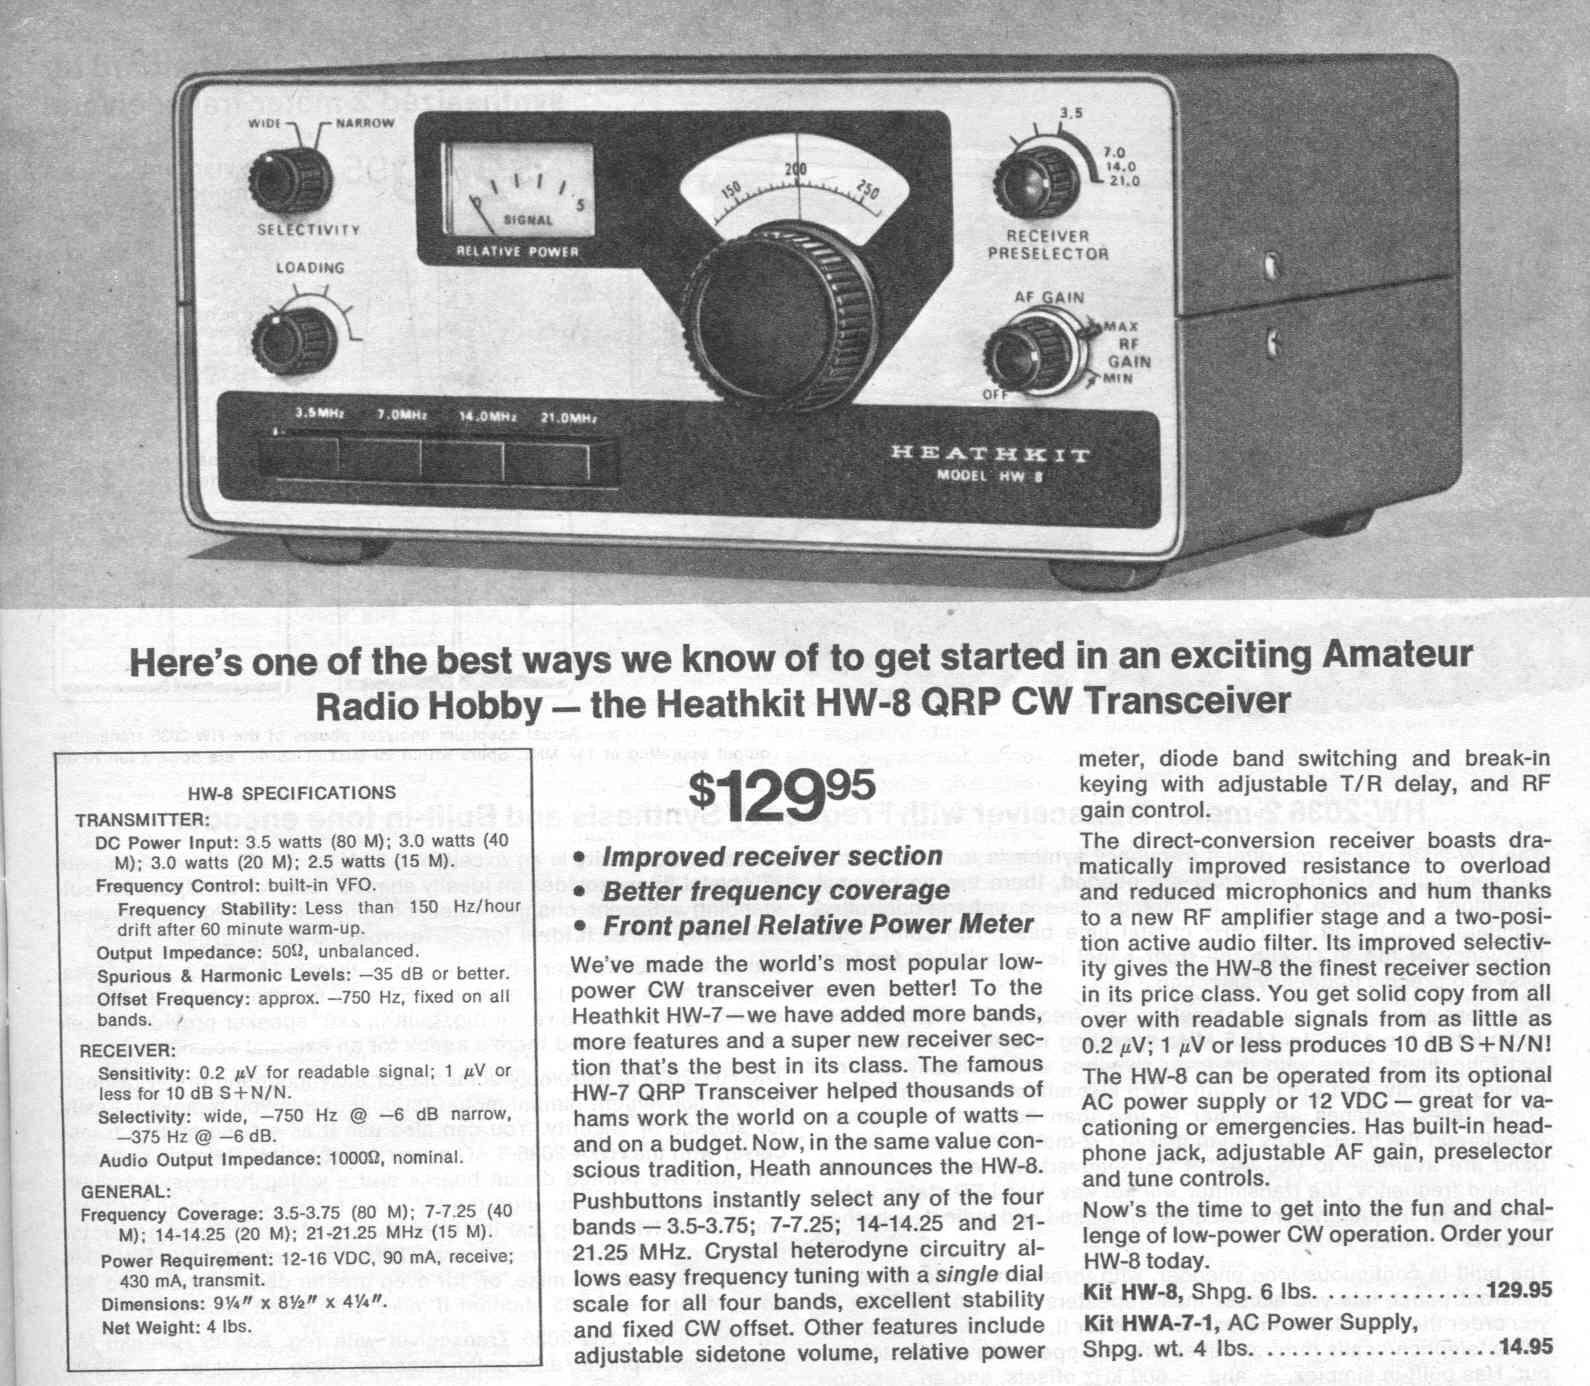 WIDE NARROW
SELECTIVITY
LOADING
0 5
SIGNAL
RELATIVE POWER
150 200 250
3.5
7.0
14.0
21.0
RECEIVER
PRESELECTOR
AF GAIN
MAX
RF
GAIN
MIN
OFF
3.5MHz 7.0MHz 14.0MHz 21.0MHz
HEATHKIT
MODEL HW 8
Here's one of the best ways we know of to get started in an exciting Amateur
Radio Hobby — the Heathkit HW-8 QRP CW Transceiver
HW-8 SPECIFICATIONS
TRANSMITTER:
DC Power Input: 3.5 watts (80 M); 3.0 watts (40
M); 3.0 watts (20 M); 2.5 watts (15 M).
Frequency Control: built-in VFO.
Frequency Stability: Less than 150 Hz/hour
drift after 60 minute warm-up.
Output Impedance: 50Ω, unbalanced.
Spurious & Harmonic Levels: —35 dB or better.
Offset Frequency: approx. —750 Hz, fixed on all
bands.
RECEIVER:
Sensitivity: 0.2 µV for readable signal; 1 µV or
less for 10 dB S+N/N.
Selectivity: wide, —750 Hz @ —6 dB narrow,
—375 Hz @ —6 dB.
Audio Output Impedance: 1000Ω, nominal.
GENERAL:
Frequency Coverage: 3.5-3.75 (80 M); 7-7.25 (40
M); 14-14.25 (20 M); 21-21.25 MHz (15 M).
Power Requirement: 12-16 VDC, 90 mA, receive;
430 mA, transmit.
Dimensions: 9¼" x 8½" x 4¼".
Net Weight: 4 lbs.
$12995
• Improved receiver section
• Better frequency coverage
• Front panel Relative Power Meter
We've made the world's most popular low-
power CW transceiver even better! To the
Heathkit HW-7—we have added more bands,
more features and a super new receiver sec-
tion that's the best in its class. The famous
HW-7 QRP Transceiver helped thousands of
hams work the world on a couple of watts —
and on a budget. Now, in the same value con-
scious tradition, Heath announces the HW-8.
Pushbuttons instantly select any of the four
bands — 3.5-3.75; 7-7.25; 14-14.25 and 21-
21.25 MHz. Crystal heterodyne circuitry al-
lows easy frequency tuning with a single dial
scale for all four bands, excellent stability
and fixed CW offset. Other features include
adjustable sidetone volume, relative power
meter, diode band switching and break-in
keying with adjustable T/R delay, and RF
gain control.
The direct-conversion receiver boasts dra-
matically improved resistance to overload
and reduced microphonics and hum thanks
to a new RF amplifier stage and a two-posi-
tion active audio filter. Its improved selectiv-
ity gives the HW-8 the finest receiver section
in its price class. You get solid copy from all
over with readable signals from as little as
0.2 µV; 1 µV or less produces 10 dB S+N/N!
The HW-8 can be operated from its optional
AC power supply or 12 VDC — great for va-
cationing or emergencies. Has built-in head-
phone jack, adjustable AF gain, preselector
and tune controls.
Now's the time to get into the fun and chal-
lenge of low-power CW operation. Order your
HW-8 today.
Kit HW-8, Shpg. 6 lbs. . . . . . . . . . . . . . 129.95
Kit HWA-7-1, AC Power Supply,
Shpg. wt. 4 lbs. . . . . . . . . . . . . . . . . . . 14.95